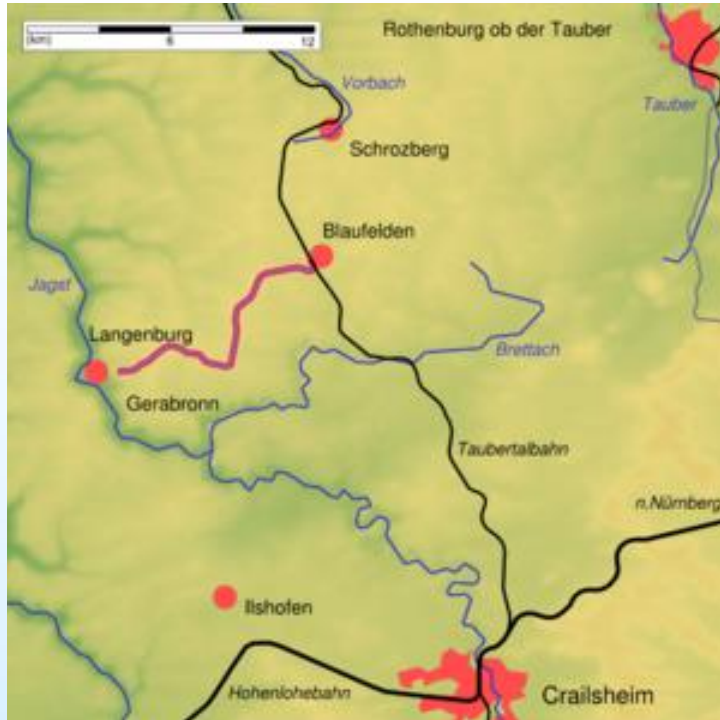 Rothenburg ob der Tauber
(km) 6 12
Vorbach
Tauber
Schrozberg
Blaufelden
Jagst
Langenburg
Brettach
Gerabronn
Taubertalbahn
n.Nürnberg
Ilshofen
Hohenlohebahn
Crailsheim